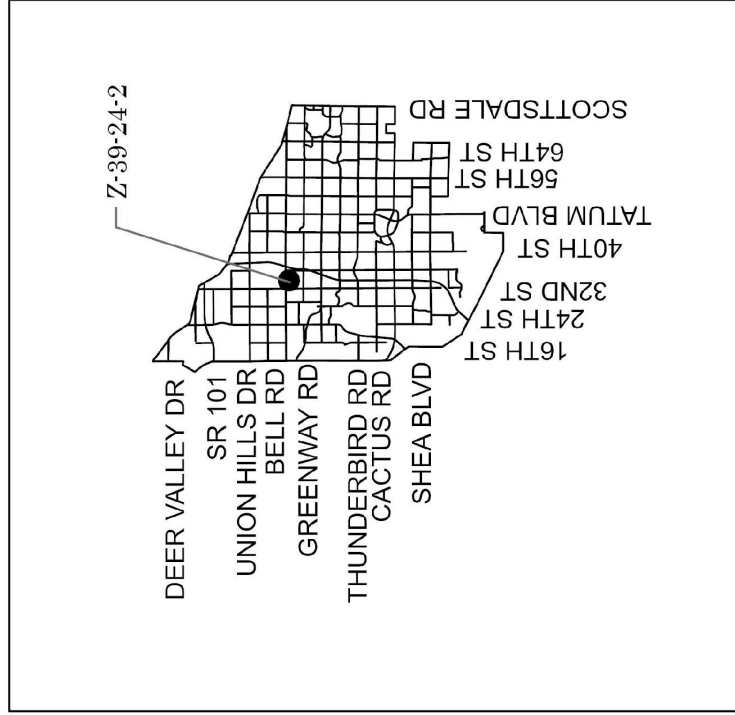 Z-39-24-2
DEER VALLEY DR
SR 101
UNION HILLS DR
BELL RD
GREENWAY RD
THUNDERBIRD RD
CACTUS RD
SHEA BLVD
16TH ST
24TH ST
32ND ST
40TH ST
TATUM BLVD
56TH ST
64TH ST
SCOTTSDALE RD